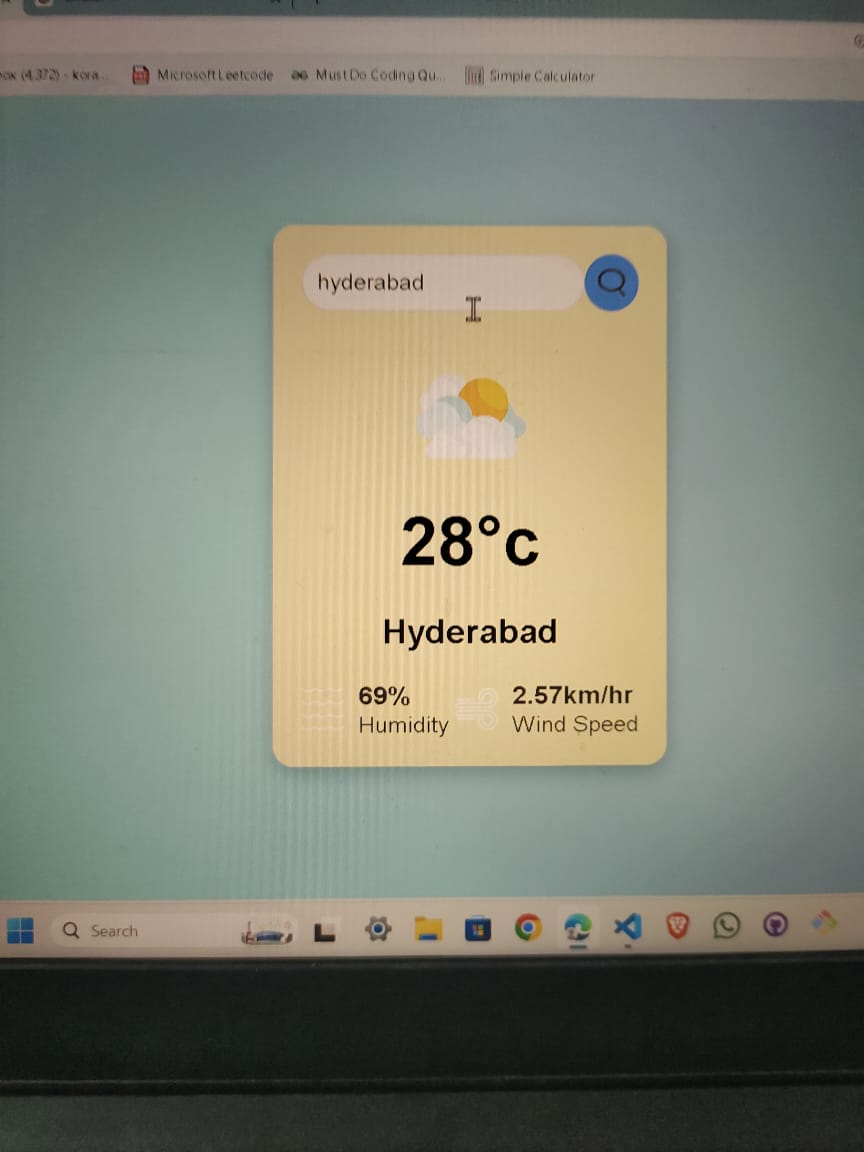 (4,372) - kora...
Microsoft Leetcode
Must Do Coding Qu...
Simple Calculator
hyderabad
28°c
Hyderabad
69%
Humidity
2.57km/hr
Wind Speed
Search